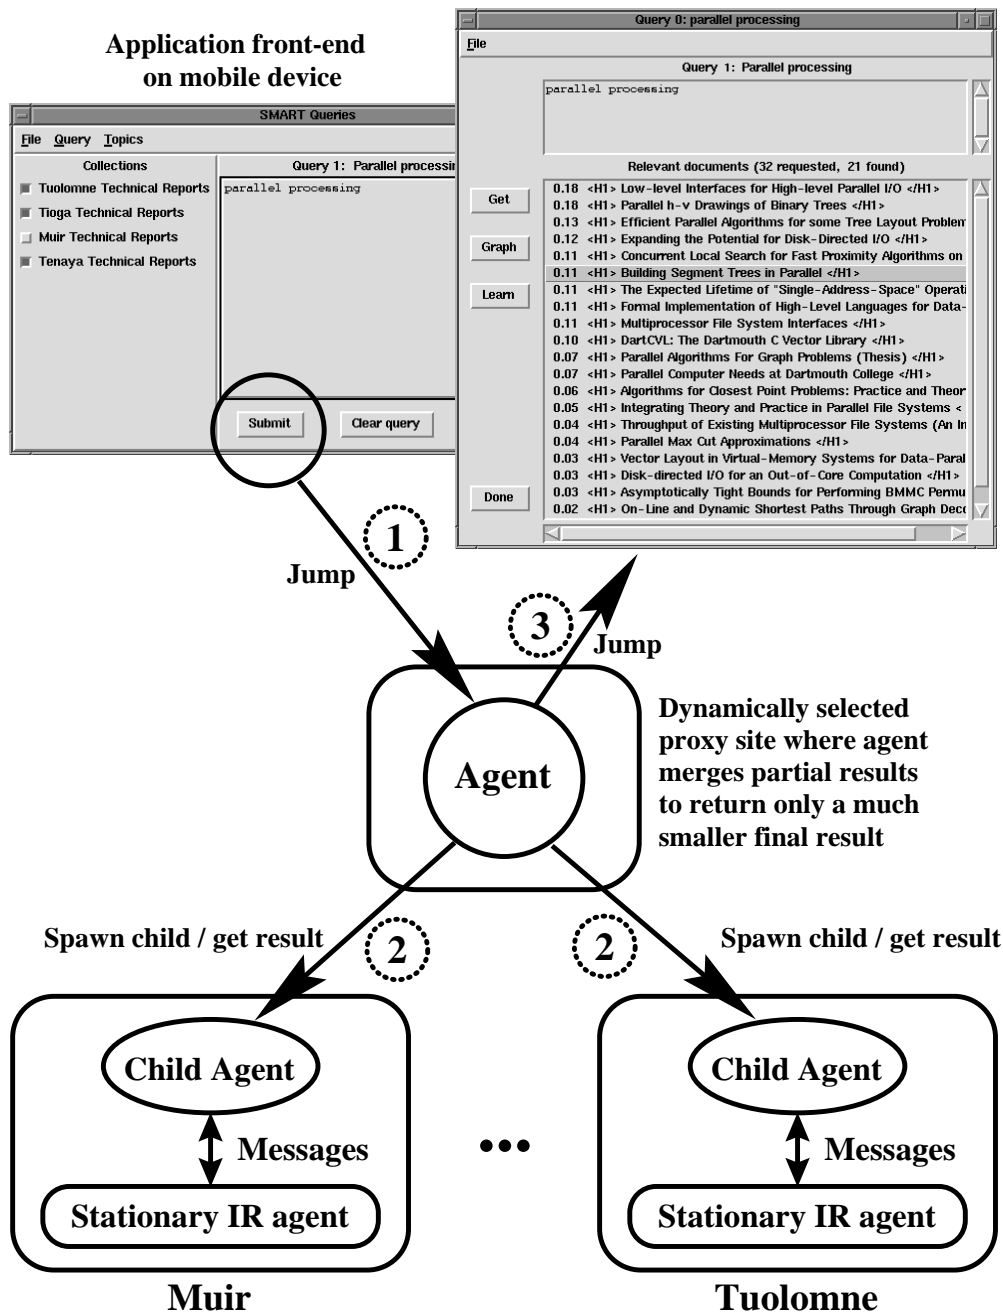 Application front-end
on mobile device
SMART Queries
File Query Topics
Collections
Tuolomne Technical Reports
Tioga Technical Reports
Muir Technical Reports
Tenaya Technical Reports
Query 1: Parallel processin
parallel processing
Submit
Clear query
Query 0: parallel processing
File
Query 1: Parallel processing
parallel processing
Relevant documents (32 requested, 21 found)
Get
Graph
Learn
Done
0.18 <H1> Low-level Interfaces for High-level Parallel I/O </H1>
0.18 <H1> Parallel h-v Drawings of Binary Trees </H1>
0.13 <H1> Efficient Parallel Algorithms for some Tree Layout Problem
0.12 <H1> Expanding the Potential for Disk-Directed I/O </H1>
0.11 <H1> Concurrent Local Search for Fast Proximity Algorithms on
0.11 <H1> Building Segment Trees in Parallel </H1>
0.11 <H1> The Expected Lifetime of "Single-Address-Space" Operati
0.11 <H1> Formal Implementation of High-Level Languages for Data-
0.11 <H1> Multiprocessor File System Interfaces </H1>
0.10 <H1> DartCVL: The Dartmouth C Vector Library </H1>
0.07 <H1> Parallel Algorithms For Graph Problems (Thesis) </H1>
0.07 <H1> Parallel Computer Needs at Dartmouth College </H1>
0.06 <H1> Algorithms for Closest Point Problems: Practice and Theor
0.05 <H1> Integrating Theory and Practice in Parallel File Systems <
0.04 <H1> Throughput of Existing Multiprocessor File Systems (An In
0.04 <H1> Parallel Max Cut Approximations </H1>
0.03 <H1> Vector Layout in Virtual-Memory Systems for Data-Paral
0.03 <H1> Disk-directed I/O for an Out-of-Core Computation </H1>
0.03 <H1> Asymptotically Tight Bounds for Performing BMMC Permu
0.02 <H1> On-Line and Dynamic Shortest Paths Through Graph Deco
1
Jump
3
Jump
Agent
Dynamically selected
proxy site where agent
merges partial results
to return only a much
smaller final result
Spawn child / get result
2
2
Spawn child / get result
Child Agent
Messages
Stationary IR agent
Muir
•••
Child Agent
Messages
Stationary IR agent
Tuolomne